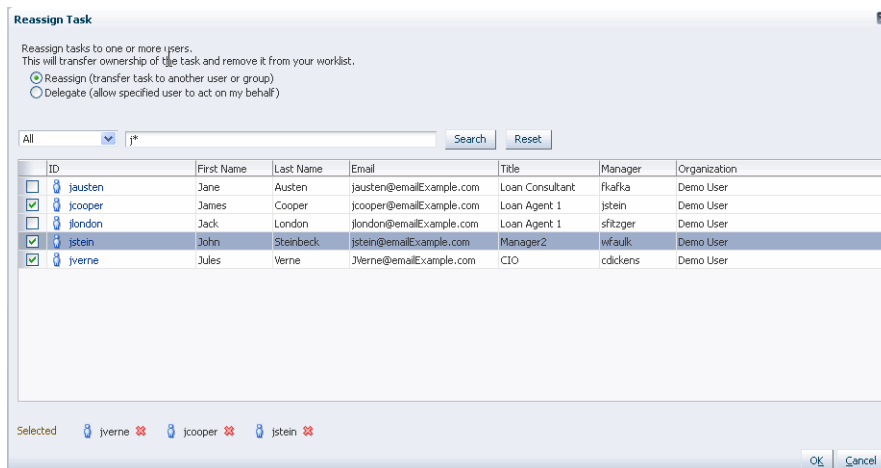 Reassign Task
Reassign tasks to one or more users.
This will transfer ownership of the task and remove it from your worklist.
Reassign (transfer task to another user or group)
Delegate (allow specified user to act on my behalf)
All j* Search Reset
ID First Name Last Name Email Title Manager Organization
jausten Jane Austen jausten@emailExample.com Loan Consultant fkafka Demo User
jcooper James Cooper jcooper@emailExample.com Loan Agent 1 jstein Demo User
jlondon Jack London jlondon@emailExample.com Loan Agent 1 sfitzger Demo User
jstein John Steinbeck jstein@emailExample.com Manager2 wfaulk Demo User
jverne Jules Verne JVerne@emailExample.com CIO cdickens Demo User
Selected jverne jcooper jstein
OK Cancel